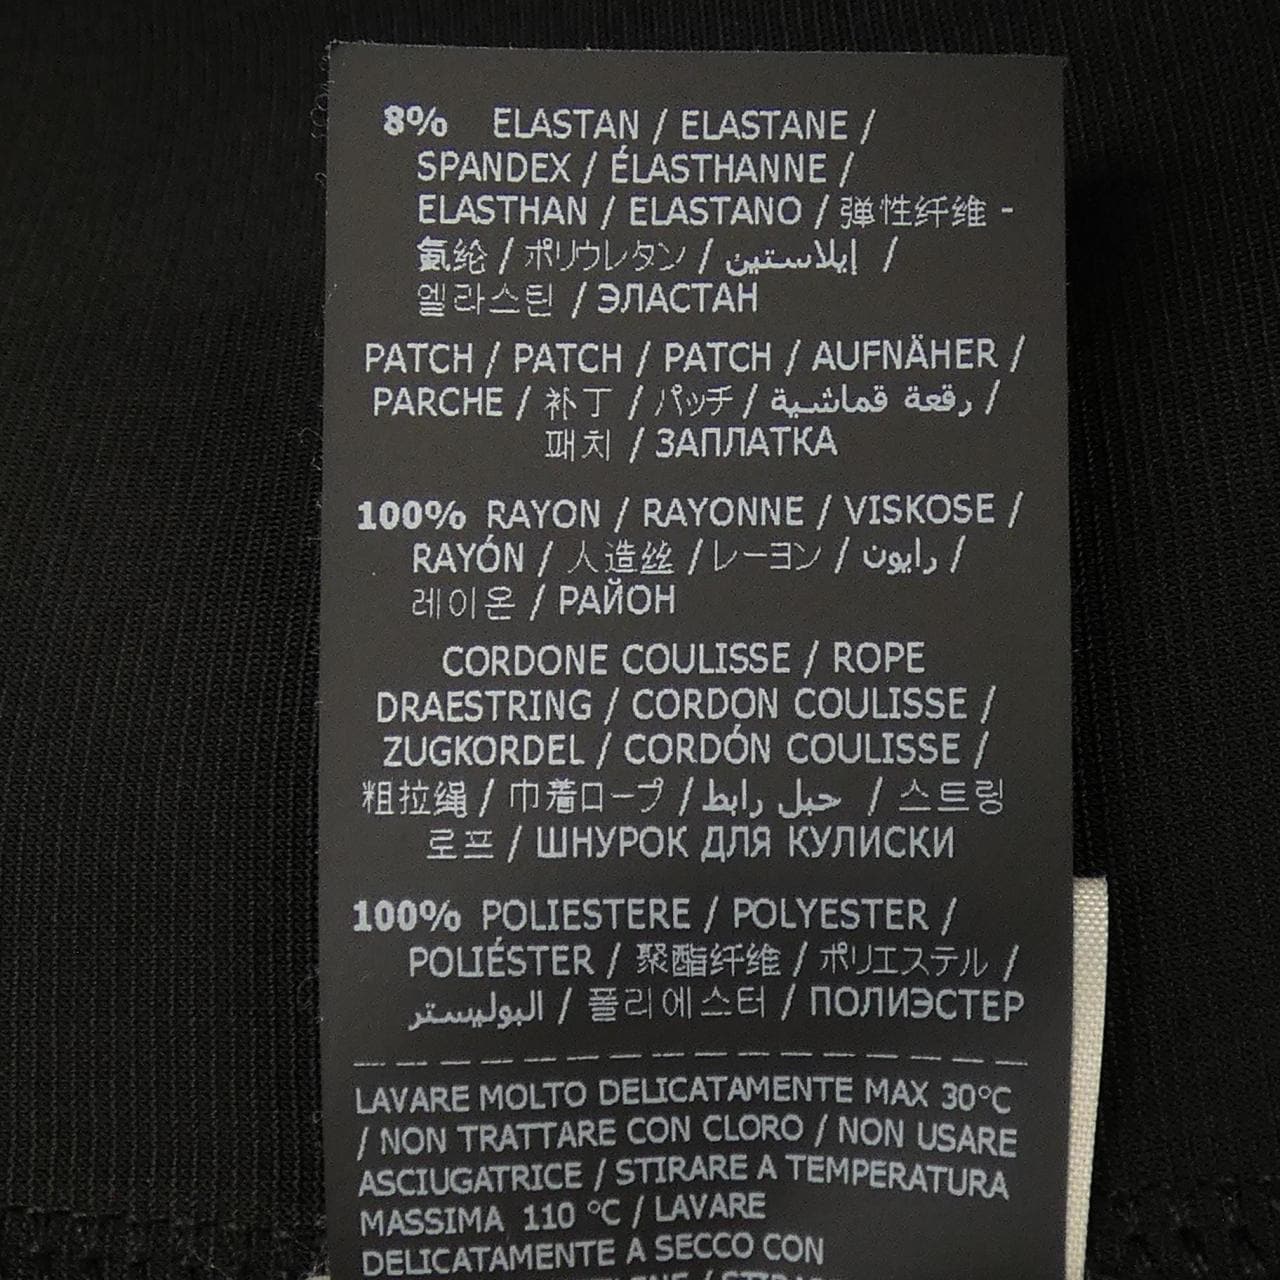 8% ELASTAN / ELASTANE /
SPANDEX / ÉLASTHANNE /
ELASTHAN / ELASTANO / 弹性纤维 -
氨纶 / ポリウレタン / إيلاستين /
엘라스틴 / ЭЛАСТАН
PATCH / PATCH / PATCH / AUFNÄHER /
PARCHE / 补丁 / パッチ / رقعة قماشية /
패치 / ЗАПЛАТКА
100% RAYON / RAYONNE / VISKOSE /
RAYÓN / 人造丝 / レーヨン / رايون /
레이온 / РАЙОН
CORDONE COULISSE / ROPE
DRAESTRING / CORDON COULISSE /
ZUGKORDEL / CORDÓN COULISSE /
粗拉绳 / 巾着ロープ / حبل رابط / 스트링
로프 / ШНУРОК ДЛЯ КУЛИСКИ
100% POLIESTERE / POLYESTER /
POLIÉSTER / 聚酯纤维 / ポリエステル /
البوليستر / 폴리에스터 / ПОЛИЭСТЕР
LAVARE MOLTO DELICATAMENTE MAX 30°C
/ NON TRATTARE CON CLORO / NON USARE
ASCIUGATRICE / STIRARE A TEMPERATURA
MASSIMA 110 °C / LAVARE
DELICATAMENTE A SECCO CON